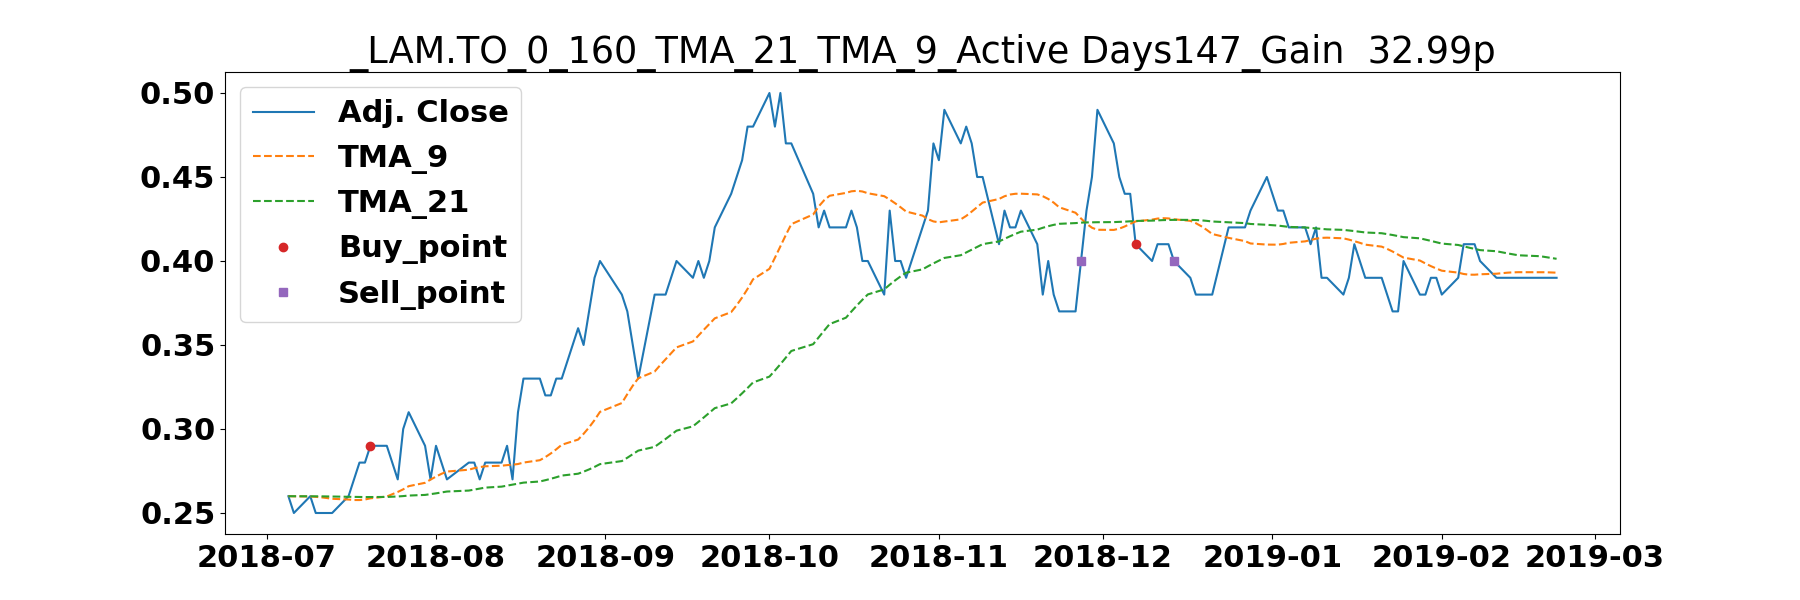 _LAM.TO_0_160_TMA_21_TMA_9_Active Days147_Gain  32.99p
0.50
0.45
0.40
0.35
0.30
0.25
Adj. Close
TMA_9
TMA_21
Buy_point
Sell_point
2018-07 2018-08 2018-09 2018-10 2018-11 2018-12 2019-01 2019-02 2019-03